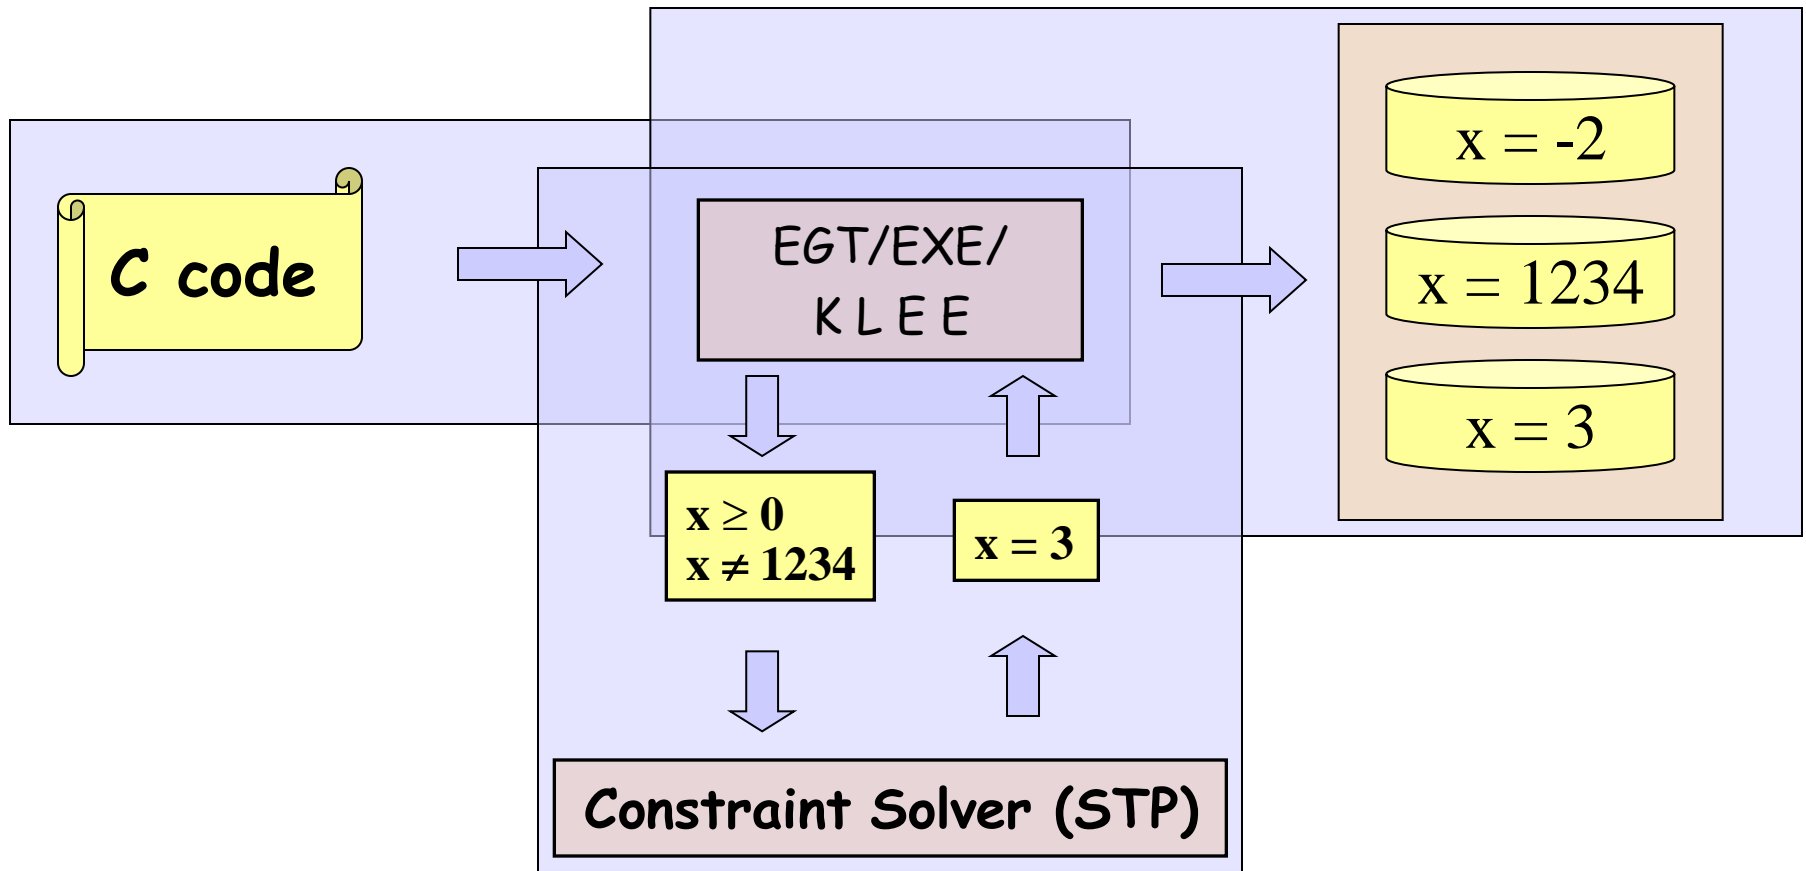 C code
EGT/EXE/
KLEE
x ≥ 0
x ≠ 1234
x = 3
Constraint Solver (STP)
x = -2
x = 1234
x = 3